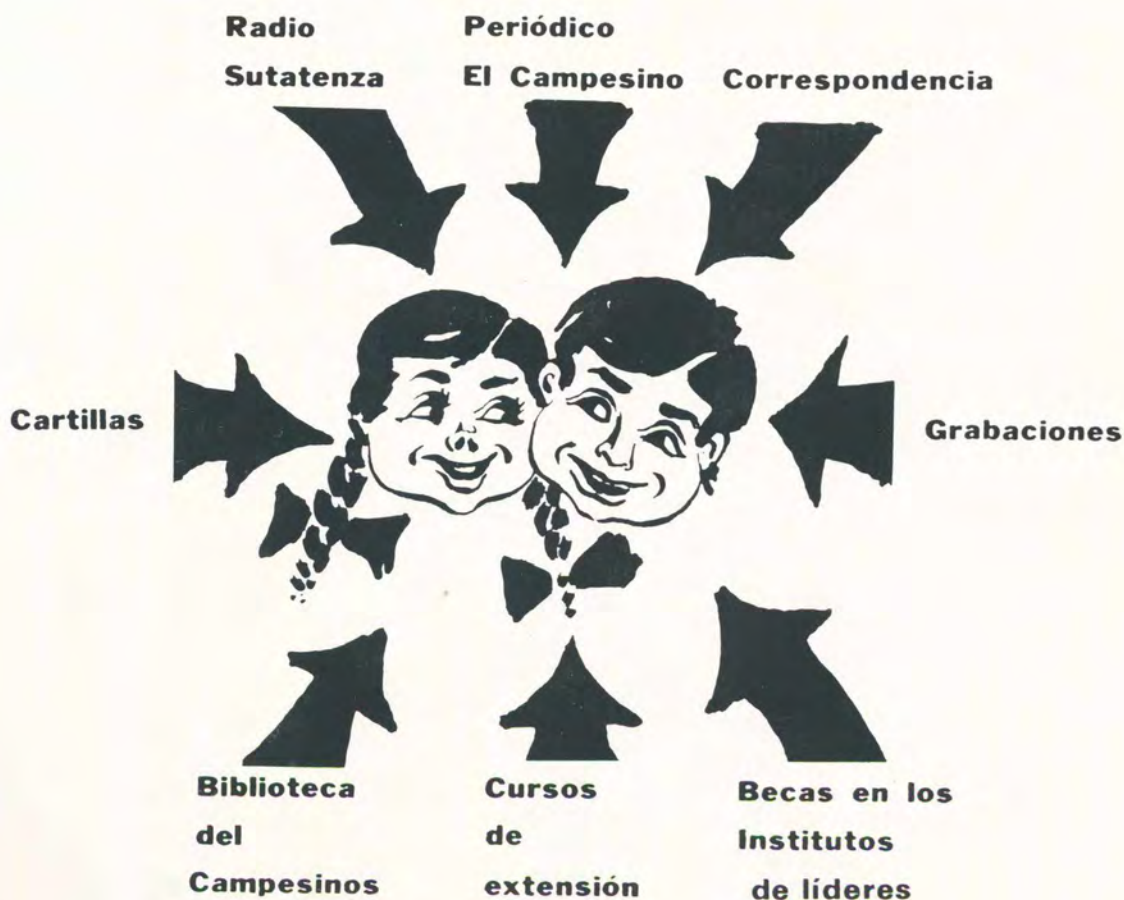 Radio
Sutatenza
Periódico
El Campesino
Correspondencia
Cartillas
Grabaciones
Biblioteca
del
Campesinos
Cursos
de
extensión
Becas en los
Institutos
de líderes